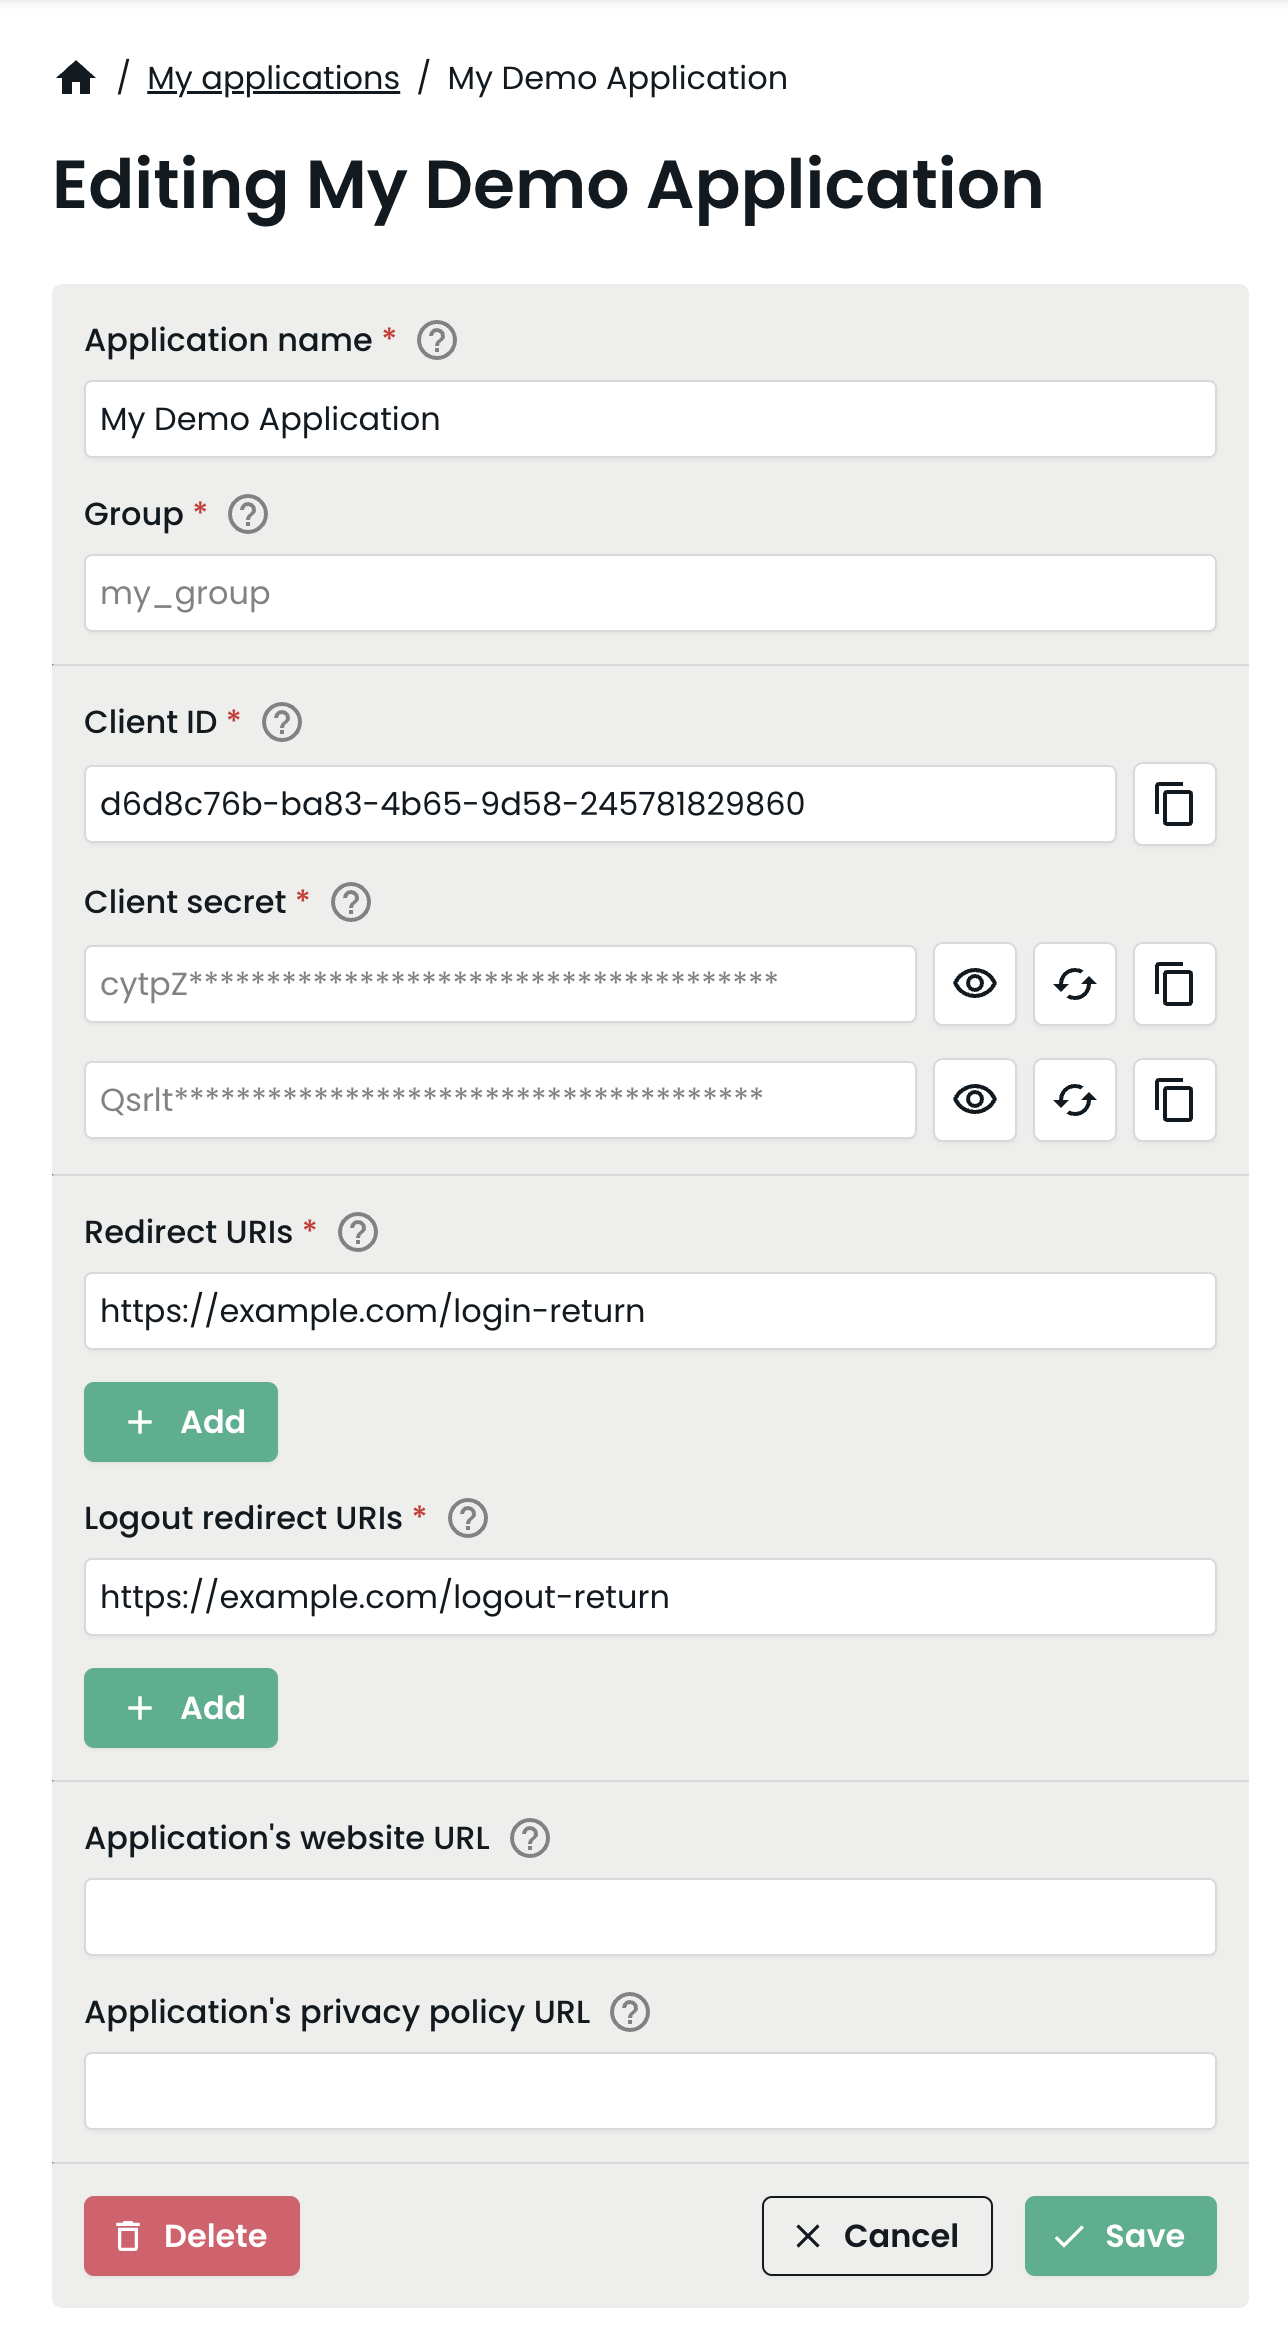 / My applications / My Demo Application
Editing My Demo Application
Application name *
My Demo Application
Group *
my_group
Client ID *
d6d8c76b-ba83-4b65-9d58-245781829860
Client secret *
cytpZ**************************************
Qsrlt**************************************
Redirect URIs *
https://example.com/login-return
+ Add
Logout redirect URIs *
https://example.com/logout-return
+ Add
Application's website URL
Application's privacy policy URL
Delete
Cancel
Save